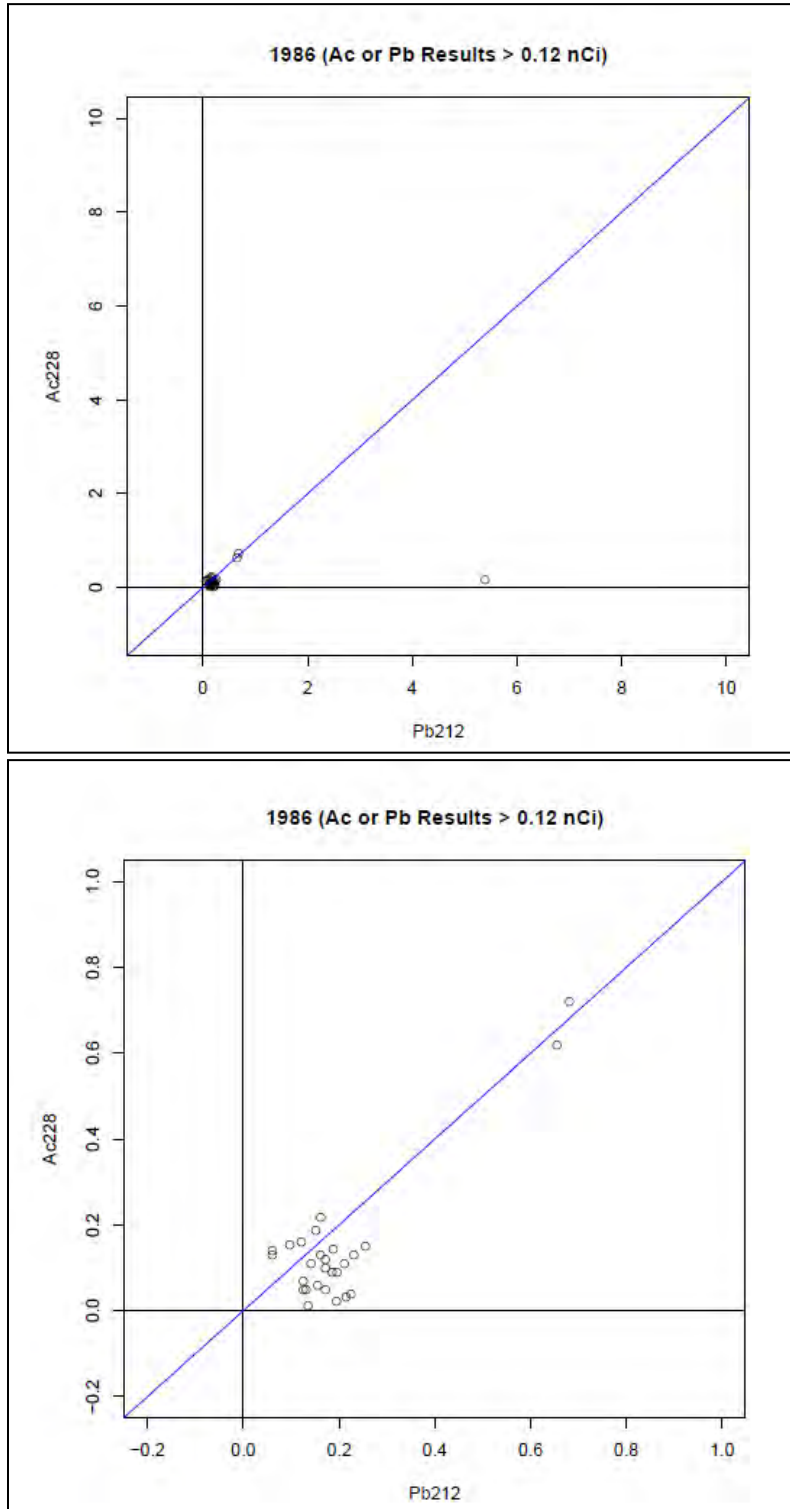 1986 (Ac or Pb Results > 0.12 nCi)
10
8
6
4
2
0
Ac228
0 2 4 6 8 10
Pb212
1986 (Ac or Pb Results > 0.12 nCi)
1.0
0.8
0.6
0.4
0.2
0.0
−0.2
Ac228
−0.2 0.0 0.2 0.4 0.6 0.8 1.0
Pb212